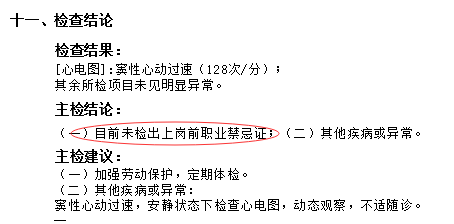 十一、检查结论
检查结果：
[心电图]:窦性心动过速（128次/分）；
其余所检项目未见明显异常。
主检结论：
（一）目前未检出上岗前职业禁忌证；（二）其他疾病或异常。
主检建议：
（一）加强劳动保护，定期体检。
（二）其他疾病或异常：
窦性心动过速，安静状态下检查心电图，动态观察，不适随诊。